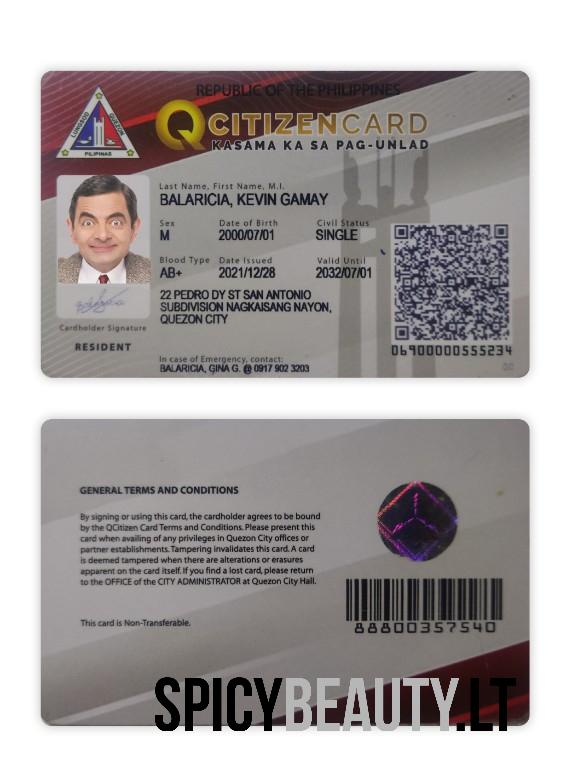 REPUBLIC OF THE PHILIPPINES
LUNGSOD QUEZON
PILIPINAS
QCITIZENCARD
KASAMA KA SA PAG-UNLAD
Last Name, First Name, M.I.
BALARICIA, KEVIN GAMAY
Sex Date of Birth Civil Status
M 2000/07/01 SINGLE
Blood Type Date Issued Valid Until
AB+ 2021/12/28 2032/07/01
22 PEDRO DY ST SAN ANTONIO
SUBDIVISION NAGKAISANG NAYON,
QUEZON CITY
Cardholder Signature
RESIDENT
06900000555234
00
In case of Emergency, contact:
BALARICIA, GINA G. @ 0917 902 3203
GENERAL TERMS AND CONDITIONS
By signing or using this card, the cardholder agrees to be bound
by the QCitizen Card Terms and Conditions. Please present this
card when availing of any privileges in Quezon City offices or
partner establishments. Tampering invalidates this card. A card
is deemed tampered when there are alterations or erasures
apparent on the card itself. If you find a lost card, please return
to the OFFICE of the CITY ADMINISTRATOR at Quezon City Hall.
This card is Non-Transferable.
88800357540
SPICYBEAUTY.LT